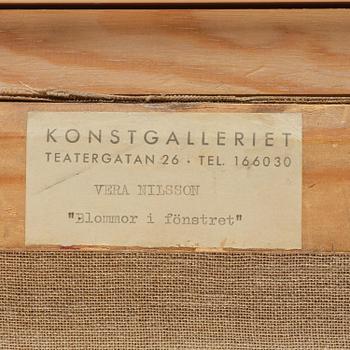 KONSTGALLERIET
TEATERGATAN 26 · TEL. 166030
VERA NILSSON
"Blommor i fönstret"